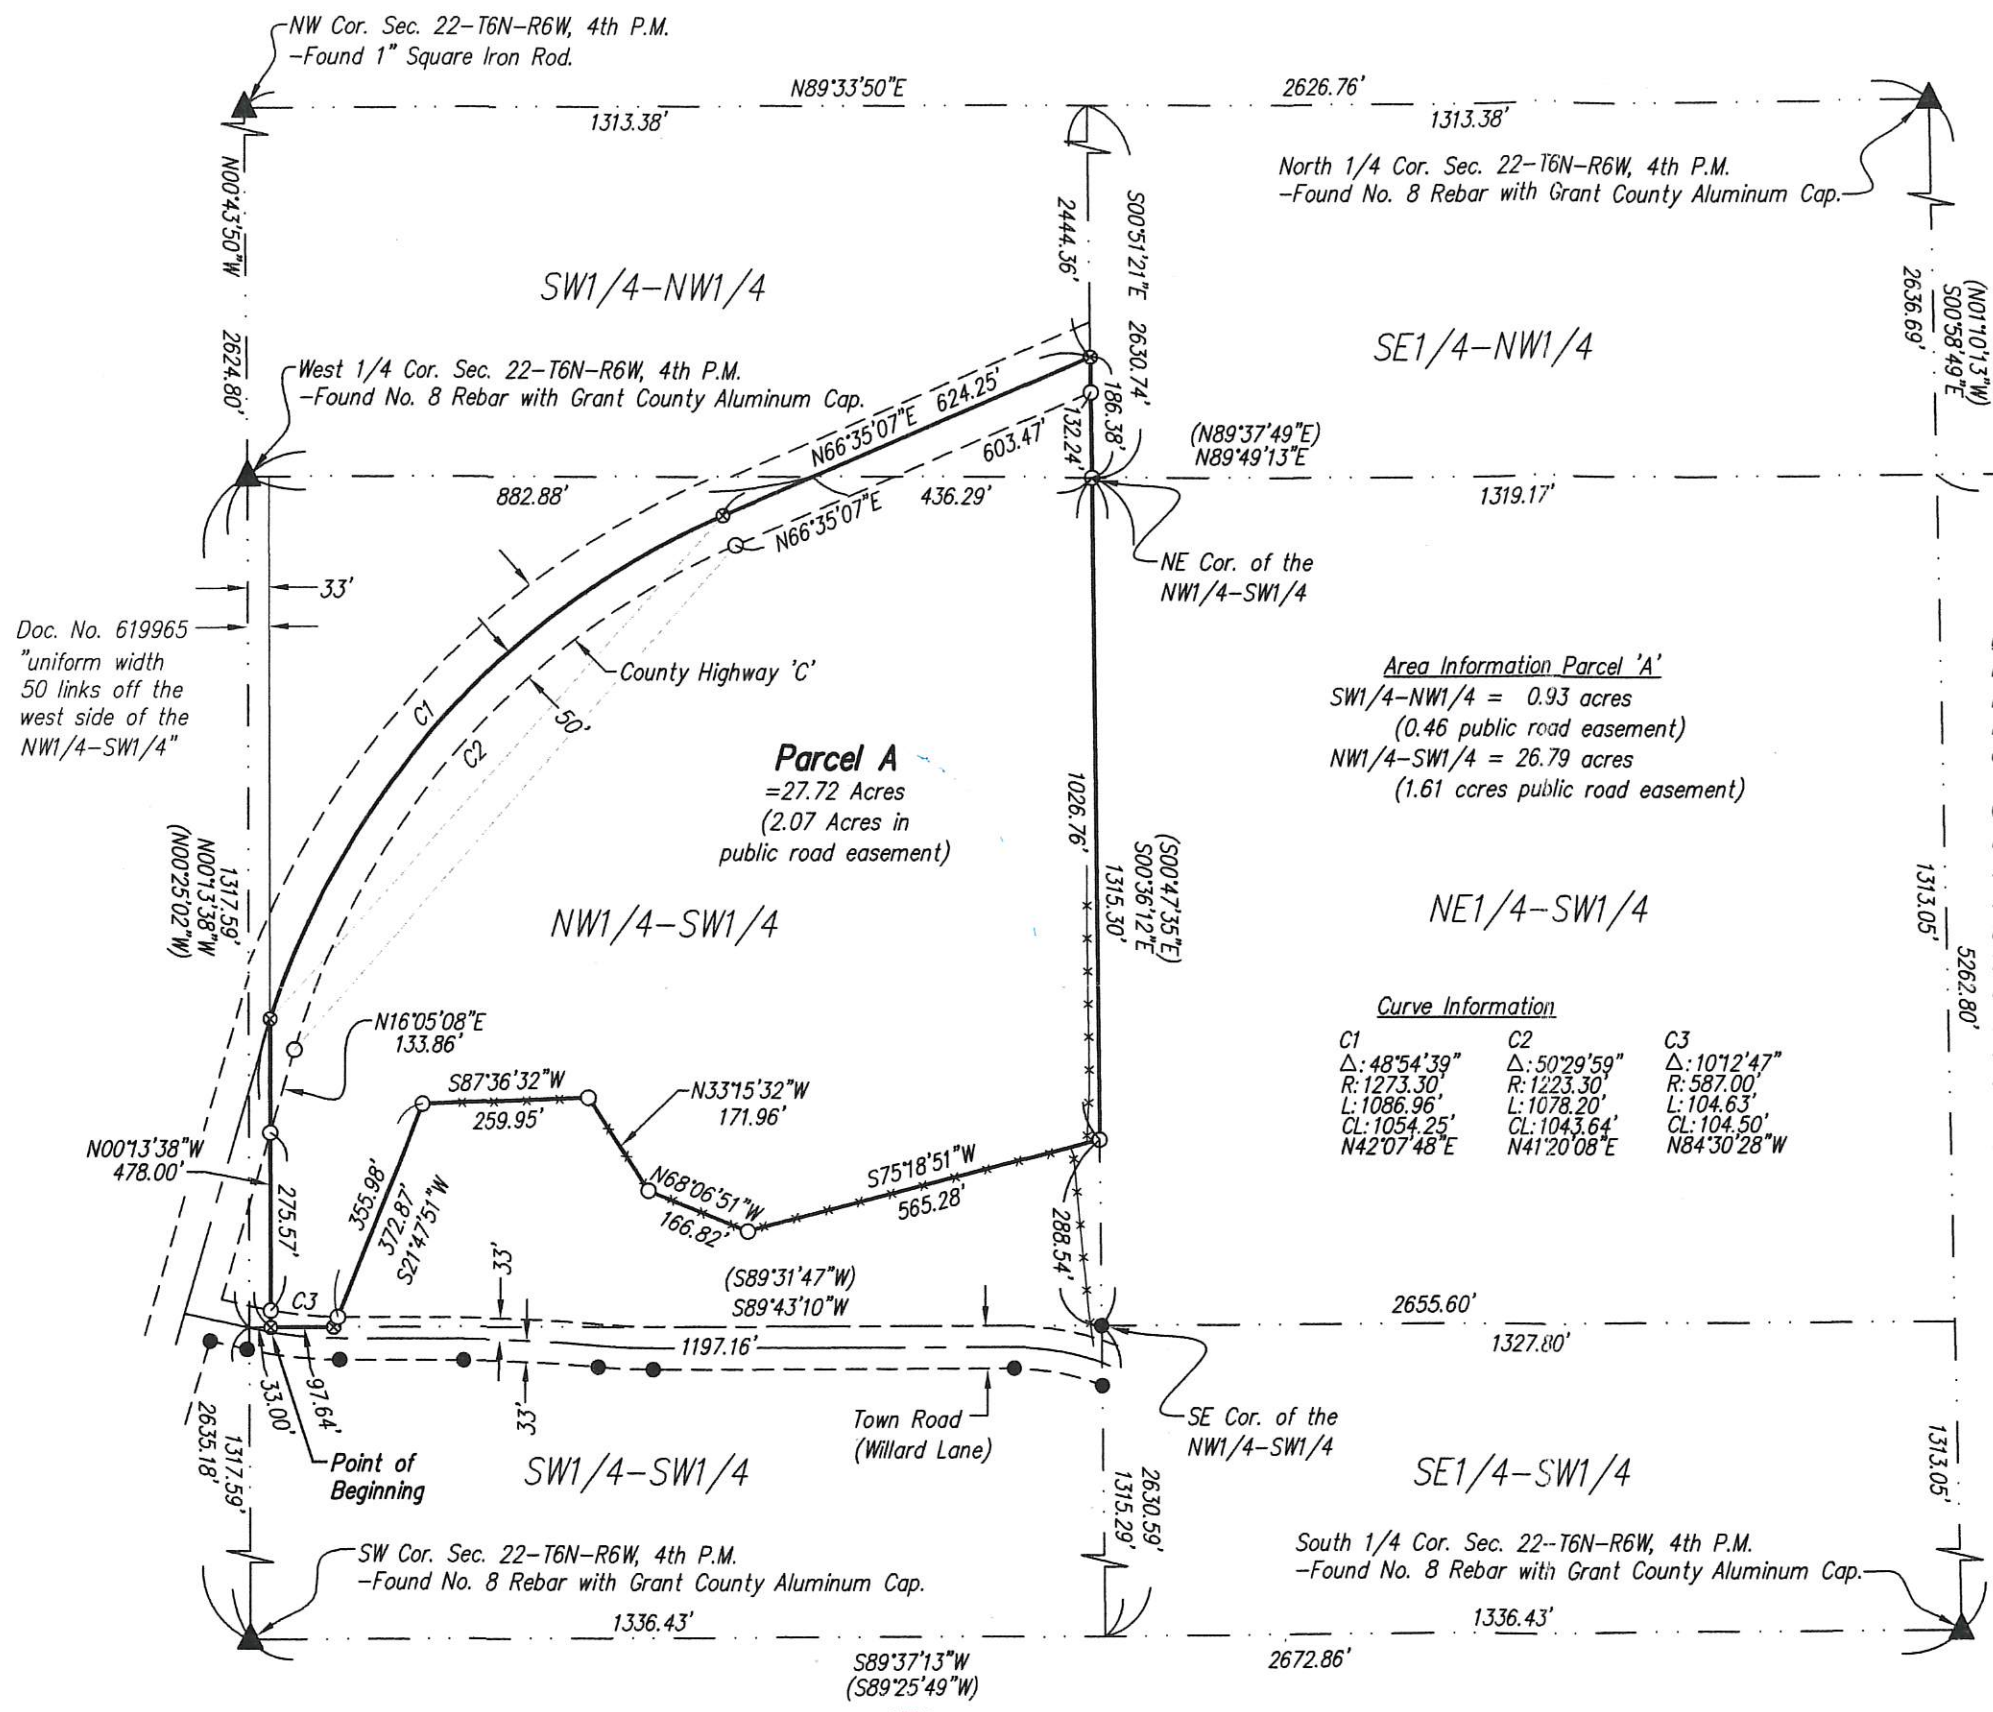 NW Cor. Sec. 22-T6N-R6W, 4th P.M.
-Found 1" Square Iron Rod.
N89°33'50"E
2626.76'
1313.38'
1313.38'
North 1/4 Cor. Sec. 22-T6N-R6W, 4th P.M.
-Found No. 8 Rebar with Grant County Aluminum Cap.
N00°43'50"W 2624.80'
2444.36'
S00°51'21"E 2630.74'
2636.69'
S00°58'49"E
(N01°10'13"W)
SW1/4-NW1/4
SE1/4-NW1/4
West 1/4 Cor. Sec. 22-T6N-R6W, 4th P.M.
-Found No. 8 Rebar with Grant County Aluminum Cap.
N66°35'07"E 624.25'
603.47'
N66°35'07"E
186.38'
132.24'
(N89°37'49"E)
N89°49'13"E
882.88'
436.29'
1319.17'
NE Cor. of the
NW1/4-SW1/4
33'
Doc. No. 619965
"uniform width
50 links off the
west side of the
NW1/4-SW1/4"
County Highway 'C'
50'
C1
C2
Parcel A
=27.72 Acres
(2.07 Acres in
public road easement)
Area Information Parcel 'A'
SW1/4-NW1/4 = 0.93 acres
(0.46 public road easement)
NW1/4-SW1/4 = 26.79 acres
(1.61 ccres public road easement)
1026.76'
1315.30'
S00°36'12"E
(S00°47'35"E)
1317.59'
N00°13'38"W
(N00°25'02"W)
1313.05'
5262.80'
NW1/4-SW1/4
NE1/4-SW1/4
Curve Information
C1
Δ: 48°54'39"
R: 1273.30'
L: 1086.96'
CL: 1054.25'
N42°07'48"E
C2
Δ: 50°29'59"
R: 1223.30'
L: 1078.20'
CL: 1043.64'
N41°20'08"E
C3
Δ: 10°12'47"
R: 587.00'
L: 104.63'
CL: 104.50'
N84°30'28"W
N16°05'08"E
133.86'
S87°36'32"W
259.95'
N33°15'32"W
171.96'
N00°13'38"W
478.00'
275.57'
355.98'
372.87'
S21°47'51"W
N68°06'51"W
166.82'
S75°18'51"W
565.28'
288.54'
33'
(S89°31'47"W)
S89°43'10"W
C3
1197.16'
2655.60'
1327.80'
33'
33.00'
97.64'
2635.18'
1317.59'
Point of
Beginning
Town Road
(Willard Lane)
SE Cor. of the
NW1/4-SW1/4
SW1/4-SW1/4
SE1/4-SW1/4
2630.59'
1315.29'
1313.05'
SW Cor. Sec. 22-T6N-R6W, 4th P.M.
-Found No. 8 Rebar with Grant County Aluminum Cap.
South 1/4 Cor. Sec. 22-T6N-R6W, 4th P.M.
-Found No. 8 Rebar with Grant County Aluminum Cap.
1336.43'
1336.43'
S89°37'13"W
(S89°25'49"W)
2672.86'